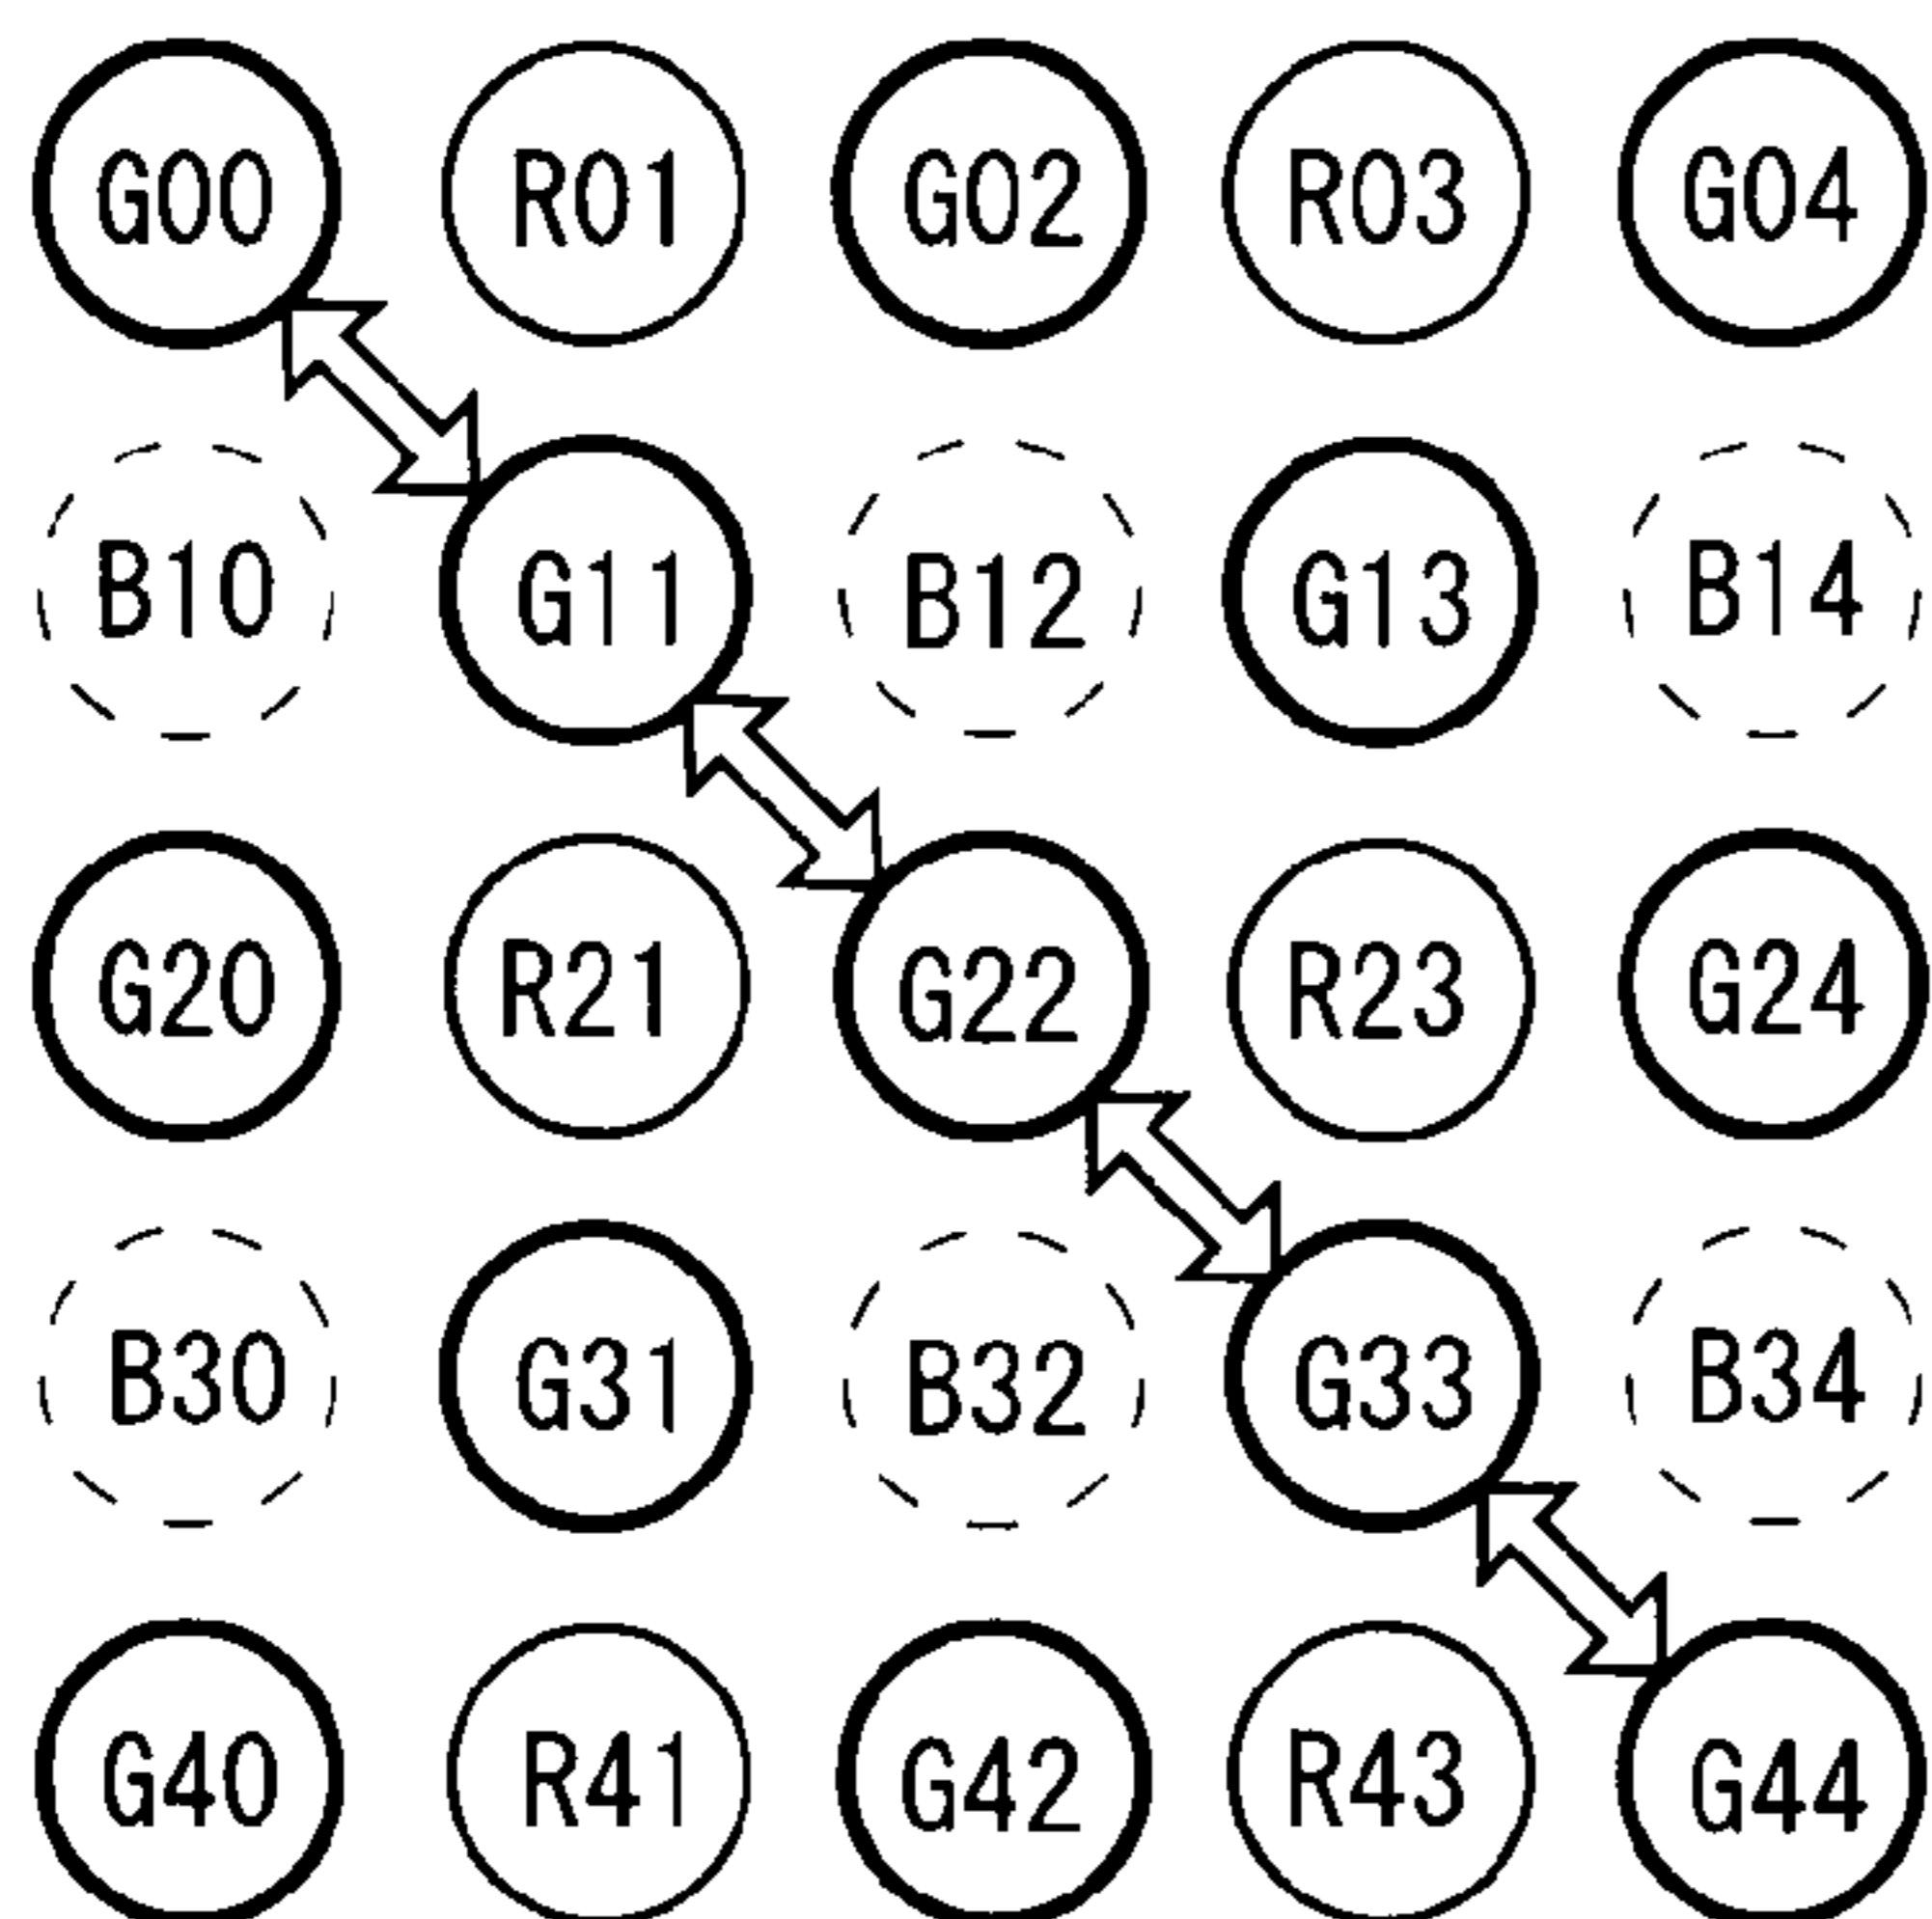 G00 R01 G02 R03 G04
B10 G11 B12 G13 B14
G20 R21 G22 R23 G24
B30 G31 B32 G33 B34
G40 R41 G42 R43 G44